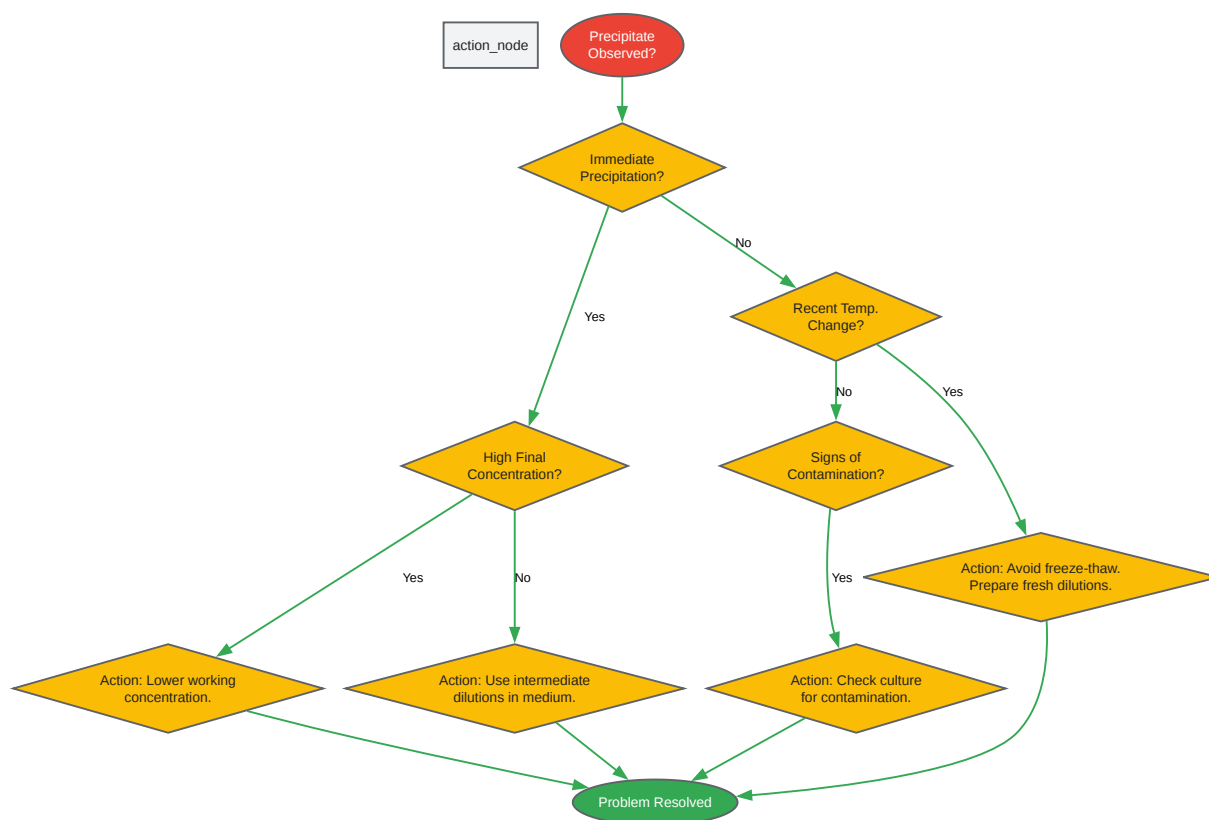 action_node
Precipitate
Observed?
Immediate
Precipitation?
No
Yes
Recent Temp.
Change?
No
Yes
High Final
Concentration?
Signs of
Contamination?
Yes
No
Yes
Action: Avoid freeze-thaw.
Prepare fresh dilutions.
Action: Lower working
concentration.
Action: Use intermediate
dilutions in medium.
Action: Check culture
for contamination.
Problem Resolved